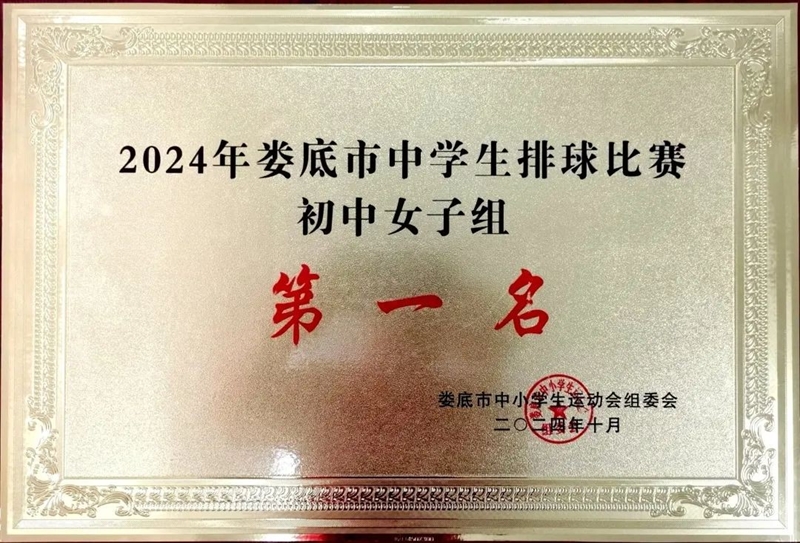 2024年娄底市中学生排球比赛
初中女子组
第一名
娄底市中小学生运动会组委会
二〇二四年十月